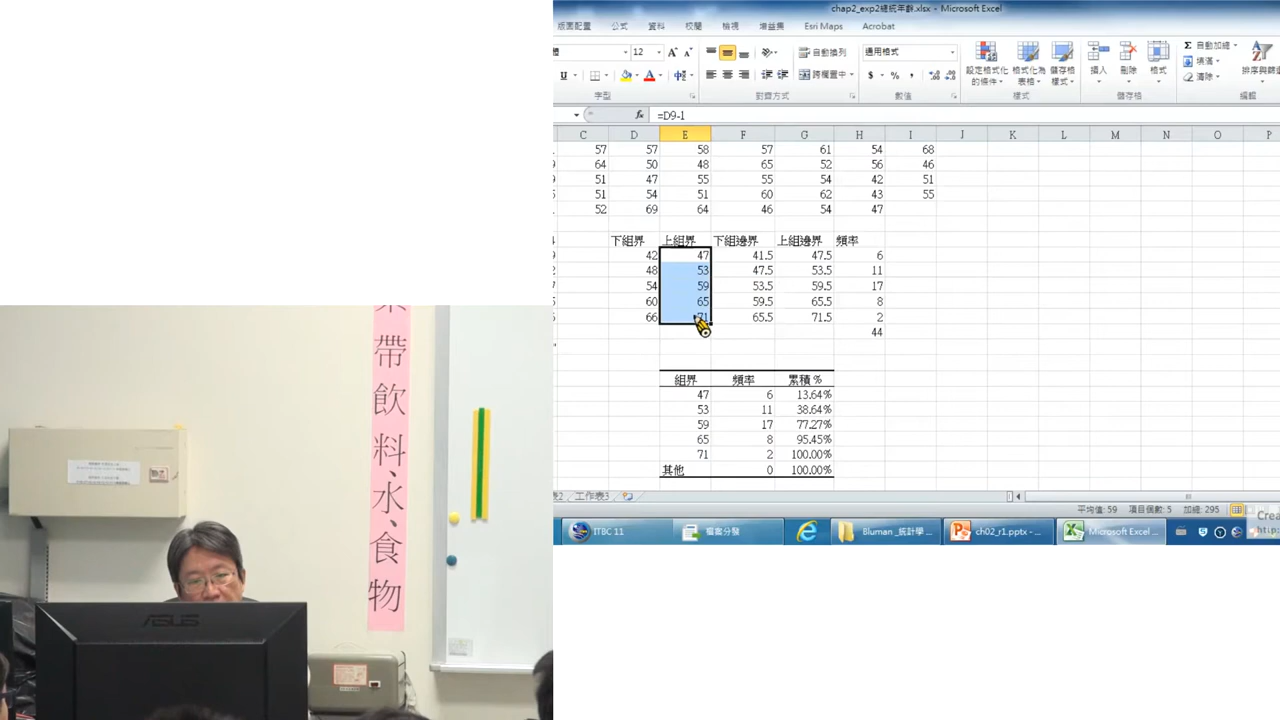 chap2_exp2總統年齡.xlsx - Microsoft Excel
版面配置 公式 資料 校閱 檢視 增益集 Esri Maps Acrobat
12 A A 自動換列 通用格式 Σ 自動加總
U A 跨欄置中 $ % , 設定格式化的條件 格式化為表格 儲存格樣式 插入 刪除 格式 填滿 清除
字型 對齊方式 數值 樣式 儲存格 編輯
fx =D9-1
C D E F G H I J K L M N O P
57 57 58 57 61 54 68
64 50 48 65 52 56 46
51 47 55 55 54 42 51
51 54 51 60 62 43 55
52 69 64 46 54 47
下組界 上組界 下組邊界 上組邊界 頻率
42 47 41.5 47.5 6
48 53 47.5 53.5 11
54 59 53.5 59.5 17
60 65 59.5 65.5 8
66 71 65.5 71.5 2
44
組界 頻率 累積 %
47 6 13.64%
53 11 38.64%
59 17 77.27%
65 8 95.45%
71 2 100.00%
其他 0 100.00%
工作表3
平均值: 59 項目個數: 5 加總: 295
ITBC 11 檔案分發 Bluman _統計學 ... ch02_r1.pptx - ... Microsoft Excel ...
帶飲料、水、食物
ASUS